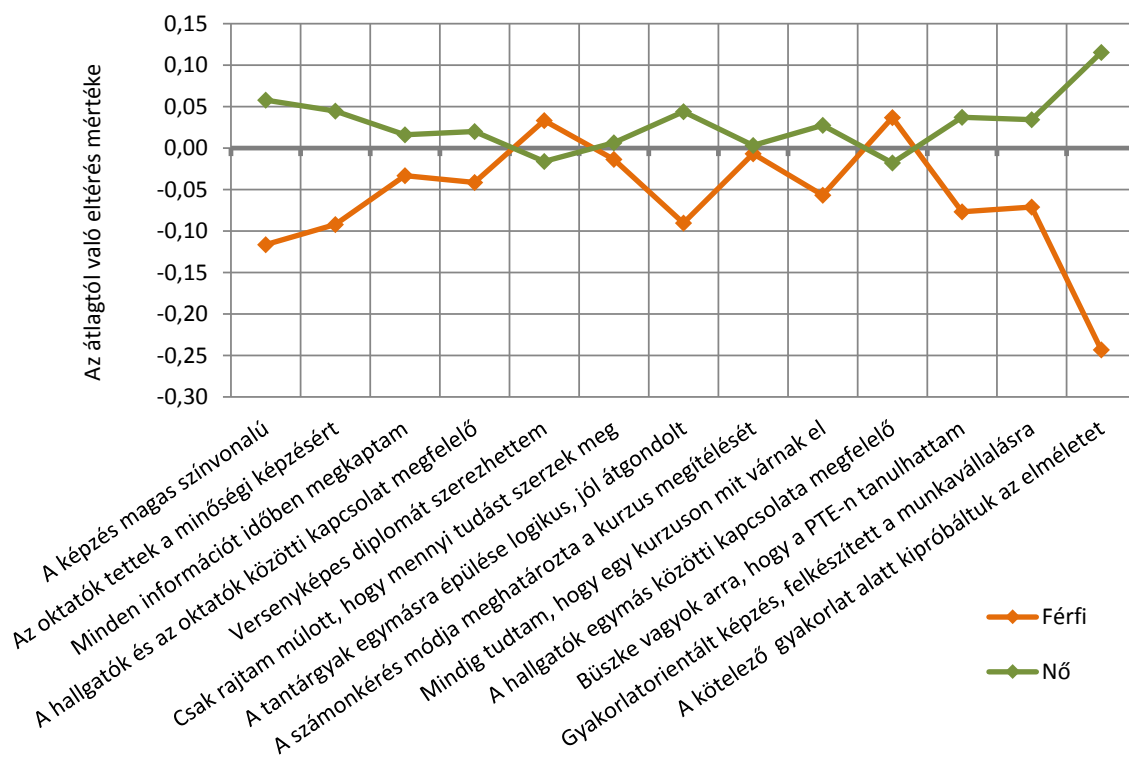 0,15
0,10
0,05
0,00
-0,05
-0,10
-0,15
-0,20
-0,25
-0,30
Az átlagtól való eltérés mértéke
A képzés magas színvonalú
Az oktatók tettek a minőségi képzésért
Minden információt időben megkaptam
A hallgatók és az oktatók közötti kapcsolat megfelelő
Versenyképes diplomát szerezhettem
Csak rajtam múlott, hogy mennyi tudást szerzek meg
A tantárgyak egymásra épülése logikus, jól átgondolt
A számonkérés módja meghatározta a kurzus megítélését
Mindig tudtam, hogy egy kurzuson mit várnak el
A hallgatók egymás közötti kapcsolata megfelelő
Büszke vagyok arra, hogy a PTE-n tanulhattam
Gyakorlatorientált képzés, felkészített a munkavállalásra
A kötelező gyakorlat alatt kipróbáltuk az elméletet
Férfi
Nő